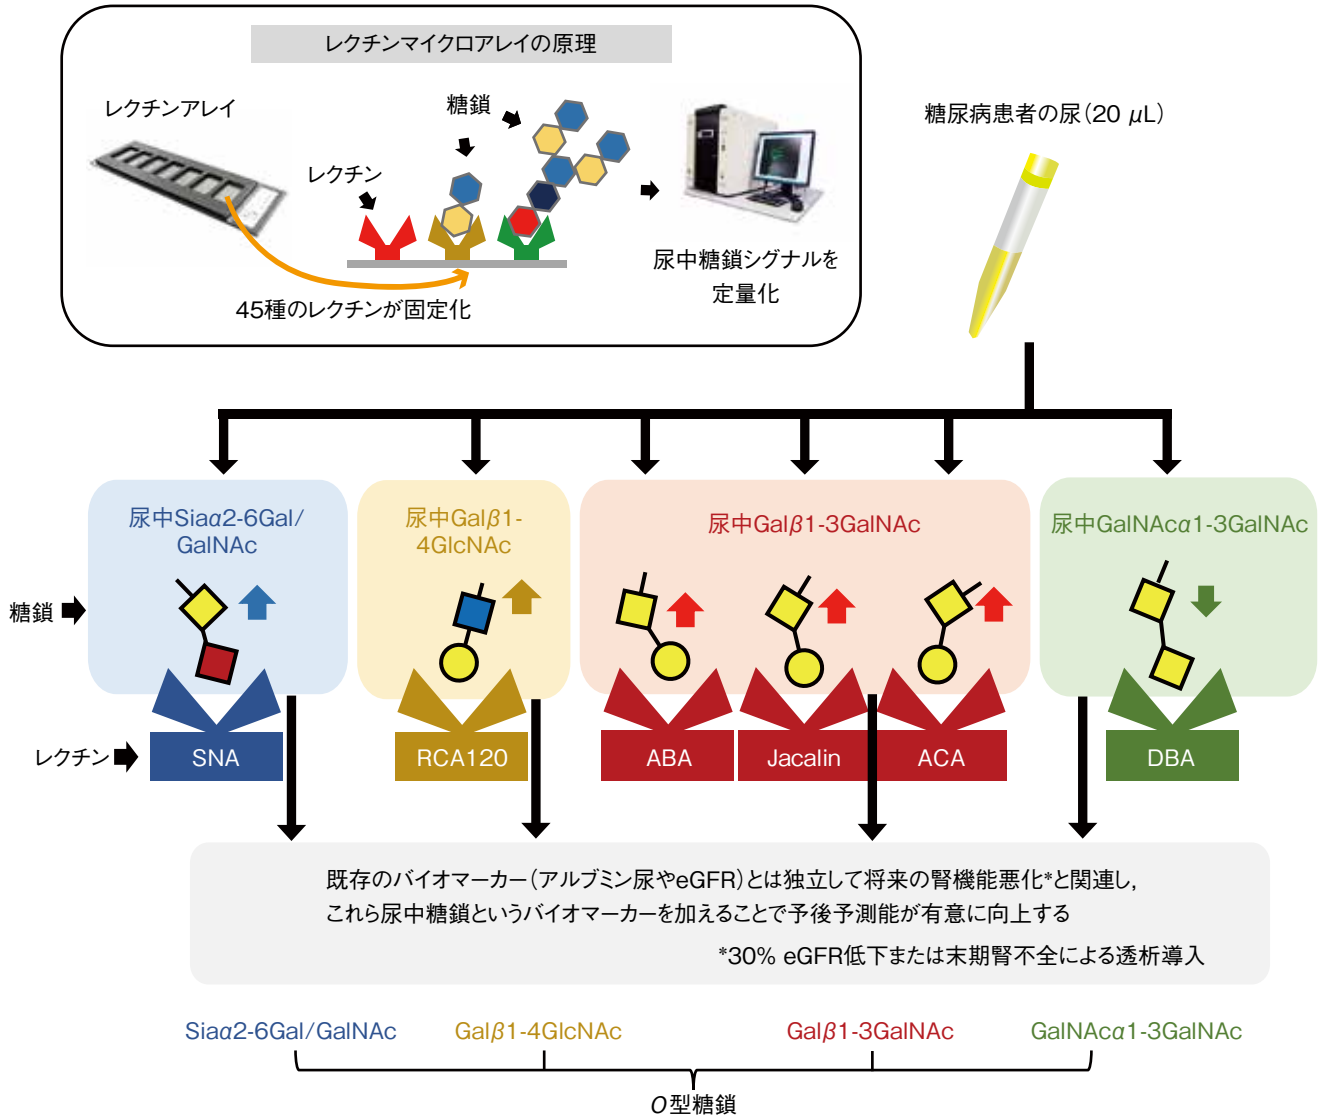 レクチンマイクロアレイの原理
レクチンアレイ
糖鎖
レクチン
45種のレクチンが固定化
尿中糖鎖シグナルを
定量化
糖尿病患者の尿（20 μL）
尿中Siaα2-6Gal/
GalNAc
尿中Galβ1-
4GlcNAc
尿中Galβ1-3GalNAc
尿中GalNAcα1-3GalNAc
糖鎖
レクチン
SNA
RCA120
ABA
Jacalin
ACA
DBA
既存のバイオマーカー（アルブミン尿やeGFR）とは独立して将来の腎機能悪化*と関連し，
これら尿中糖鎖というバイオマーカーを加えることで予後予測能が有意に向上する
*30% eGFR低下または末期腎不全による透析導入
Siaα2-6Gal/GalNAc
Galβ1-4GlcNAc
Galβ1-3GalNAc
GalNAcα1-3GalNAc
O型糖鎖